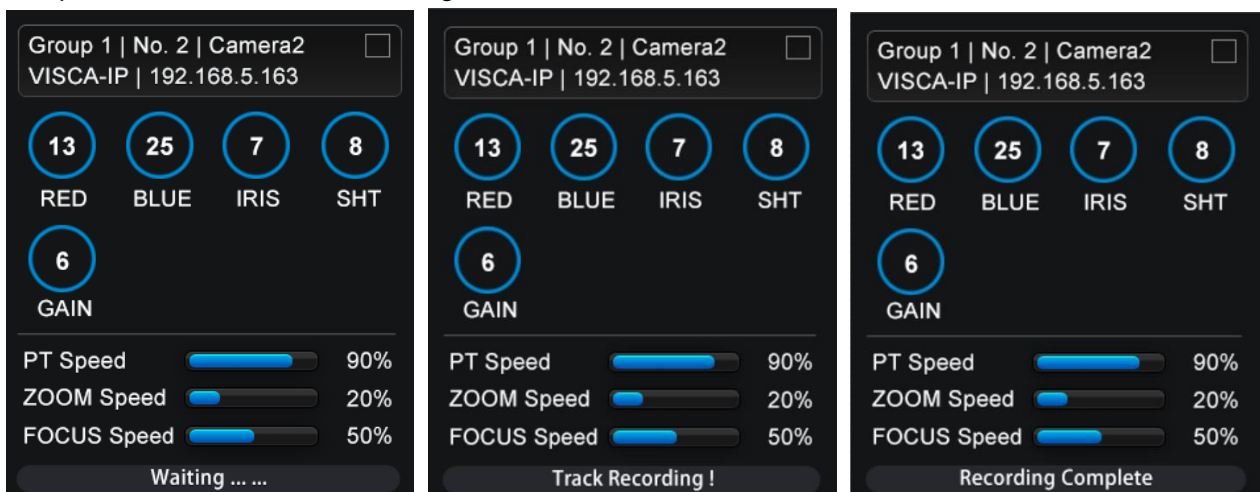 Group 1 | No. 2 | Camera2
VISCA-IP | 192.168.5.163
13 25 7 8
RED BLUE IRIS SHT
6
GAIN
PT Speed 90%
ZOOM Speed 20%
FOCUS Speed 50%
Waiting ... ...
Group 1 | No. 2 | Camera2
VISCA-IP | 192.168.5.163
13 25 7 8
RED BLUE IRIS SHT
6
GAIN
PT Speed 90%
ZOOM Speed 20%
FOCUS Speed 50%
Track Recording !
Group 1 | No. 2 | Camera2
VISCA-IP | 192.168.5.163
13 25 7 8
RED BLUE IRIS SHT
6
GAIN
PT Speed 90%
ZOOM Speed 20%
FOCUS Speed 50%
Recording Complete